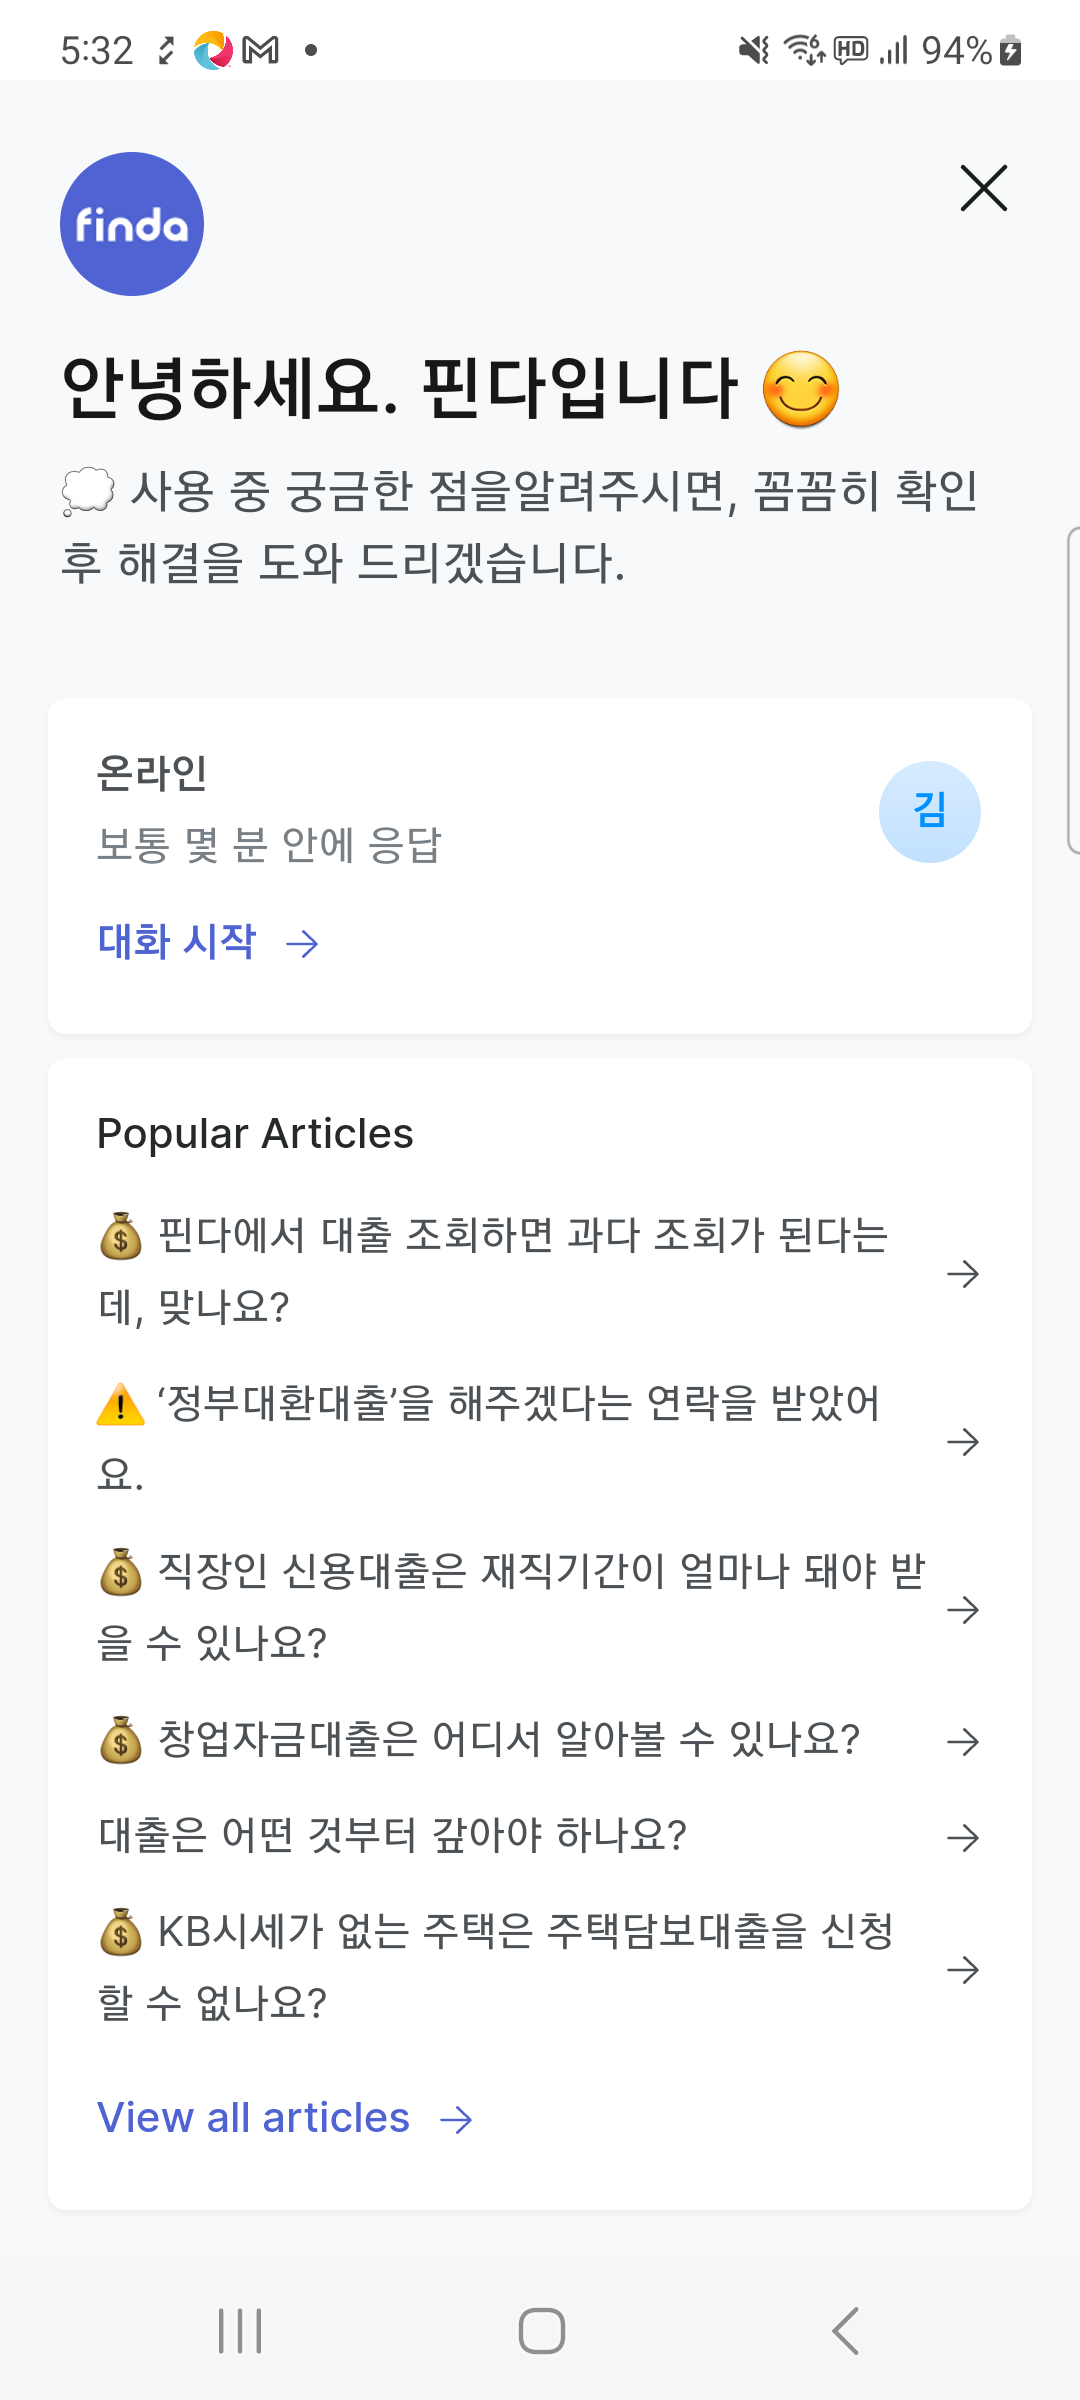 5:32
HD 94%
finda
안녕하세요. 핀다입니다 😊
💭 사용 중 궁금한 점을알려주시면, 꼼꼼히 확인
후 해결을 도와 드리겠습니다.
온라인
김
보통 몇 분 안에 응답
대화 시작 →
Popular Articles
💰 핀다에서 대출 조회하면 과다 조회가 된다는
데, 맞나요?
⚠️ ‘정부대환대출’을 해주겠다는 연락을 받았어
요.
💰 직장인 신용대출은 재직기간이 얼마나 돼야 받
을 수 있나요?
💰 창업자금대출은 어디서 알아볼 수 있나요?
대출은 어떤 것부터 갚아야 하나요?
💰 KB시세가 없는 주택은 주택담보대출을 신청
할 수 없나요?
View all articles →